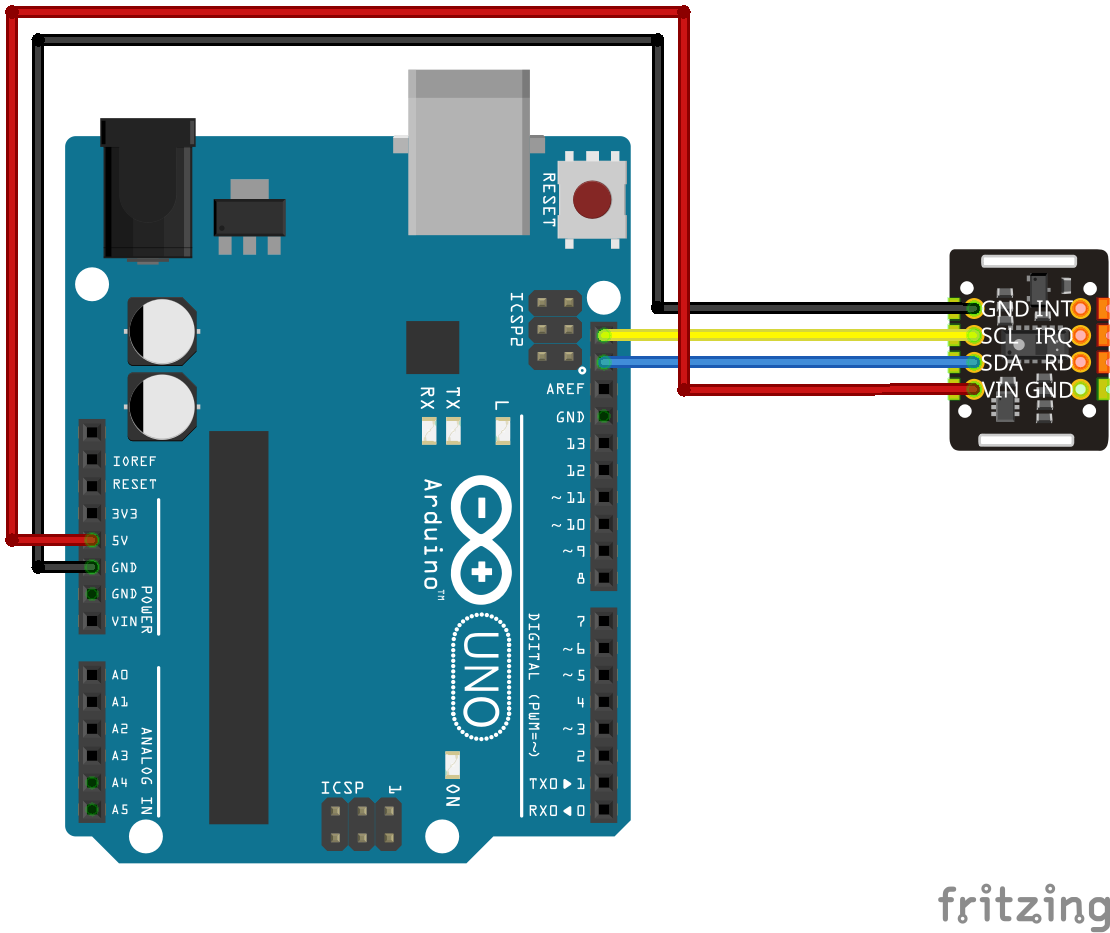 RESET
ICSP2
GND INT
SCL IRQ
SDA RD
VIN GND
RX
TX
L
AREF
GND
13
12
~11
~10
~9
8
IOREF
RESET
3V3
5V
GND
GND
VIN
POWER
Arduino™
UNO
DIGITAL (PWM=~)
7
~6
~5
4
~3
2
TX0▶1
RX0◀0
A0
A1
A2
A3
A4
A5
ANALOG IN
ICSP
1
ON
fritzing